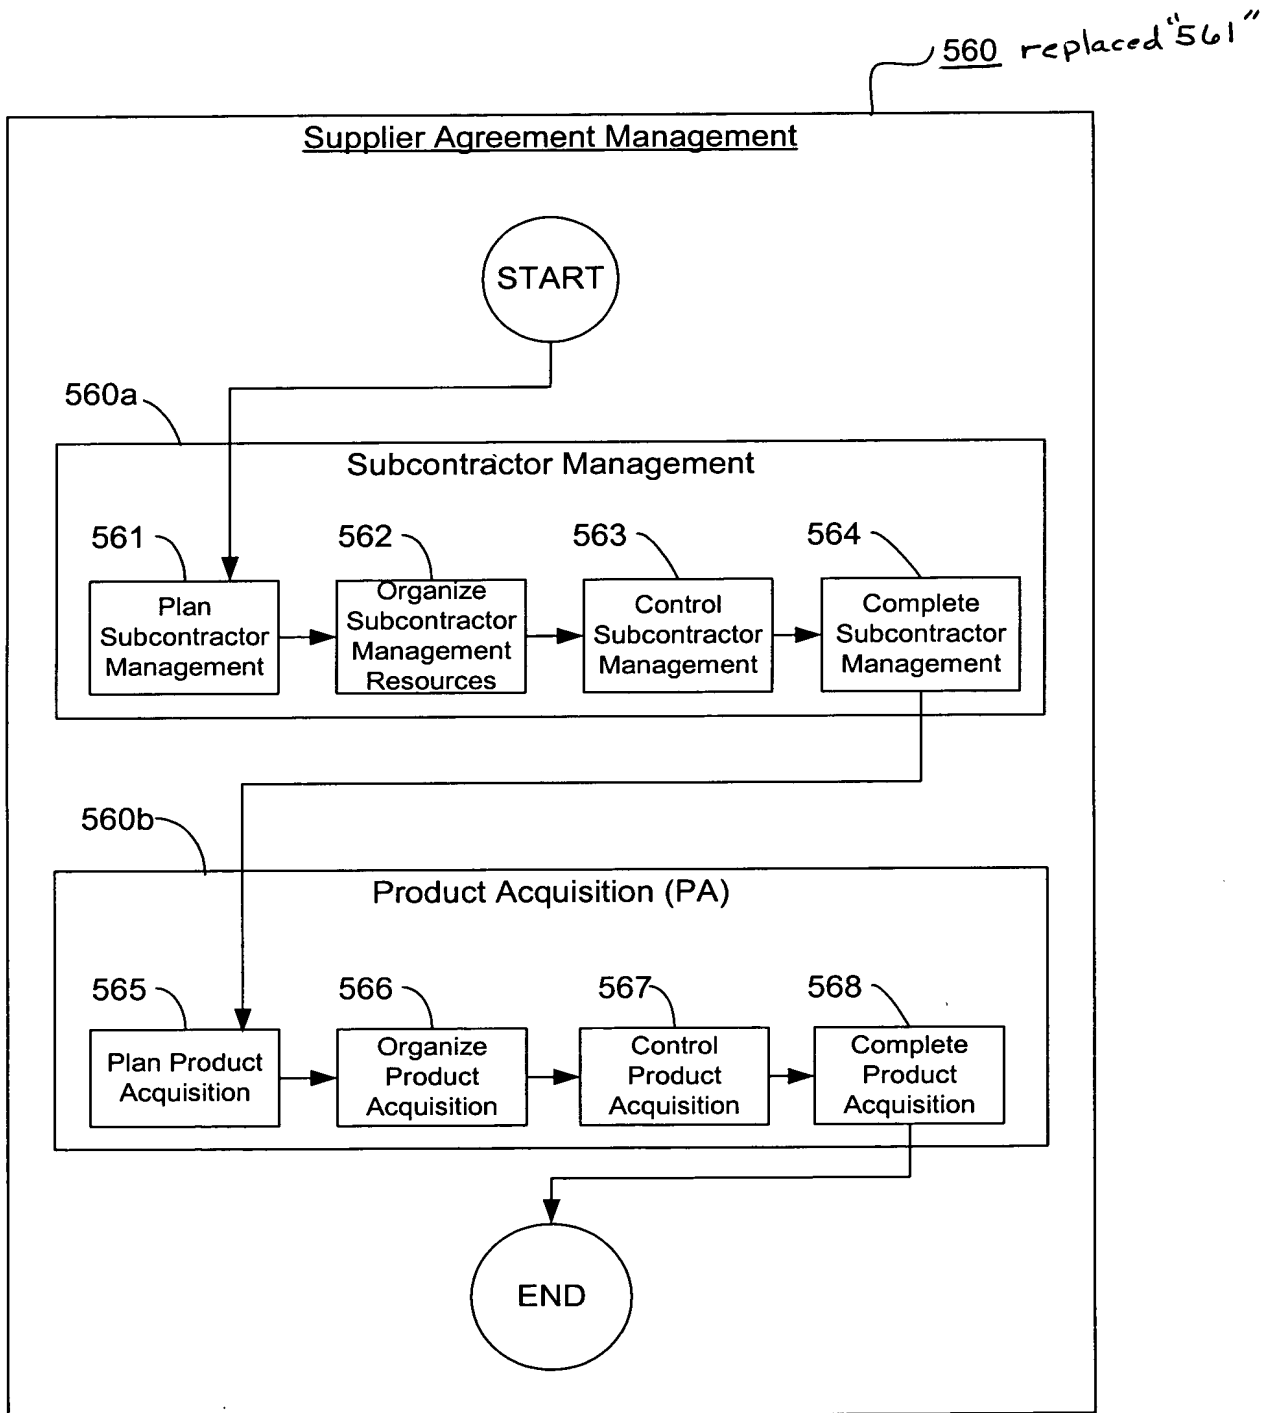 560 replaced "561"
Supplier Agreement Management
START
560a
Subcontractor Management
561
562
563
564
Plan
Subcontractor
Management
Organize
Subcontractor
Management
Resources
Control
Subcontractor
Management
Complete
Subcontractor
Management
560b
Product Acquisition (PA)
565
566
567
568
Plan Product
Acquisition
Organize
Product
Acquisition
Control
Product
Acquisition
Complete
Product
Acquisition
END